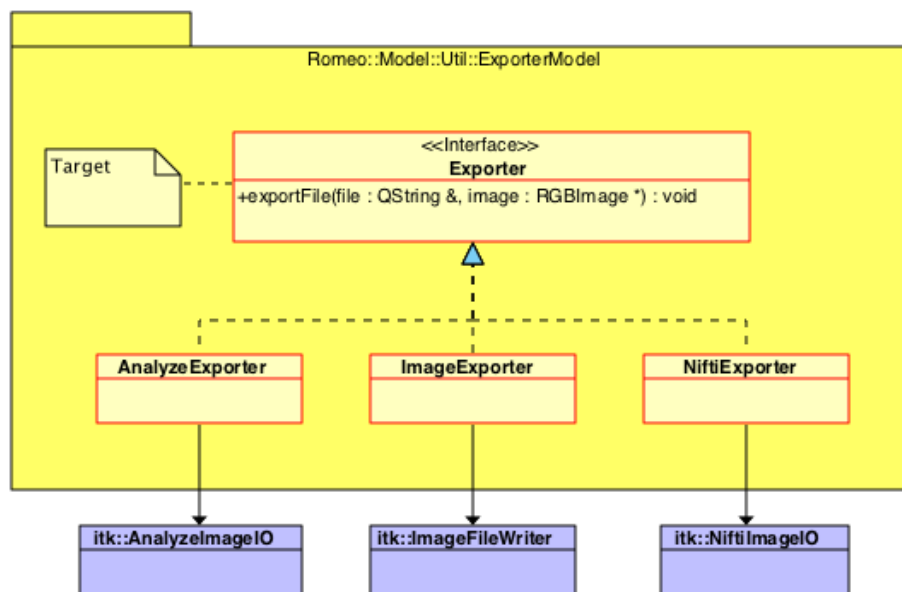 Romeo::Model::Util::ExporterModel
Target
<<Interface>>
Exporter
+exportFile(file : QString &, image : RGBImage *) : void
AnalyzeExporter
ImageExporter
NiftiExporter
itk::AnalyzeImageIO
itk::ImageFileWriter
itk::NiftiImageIO